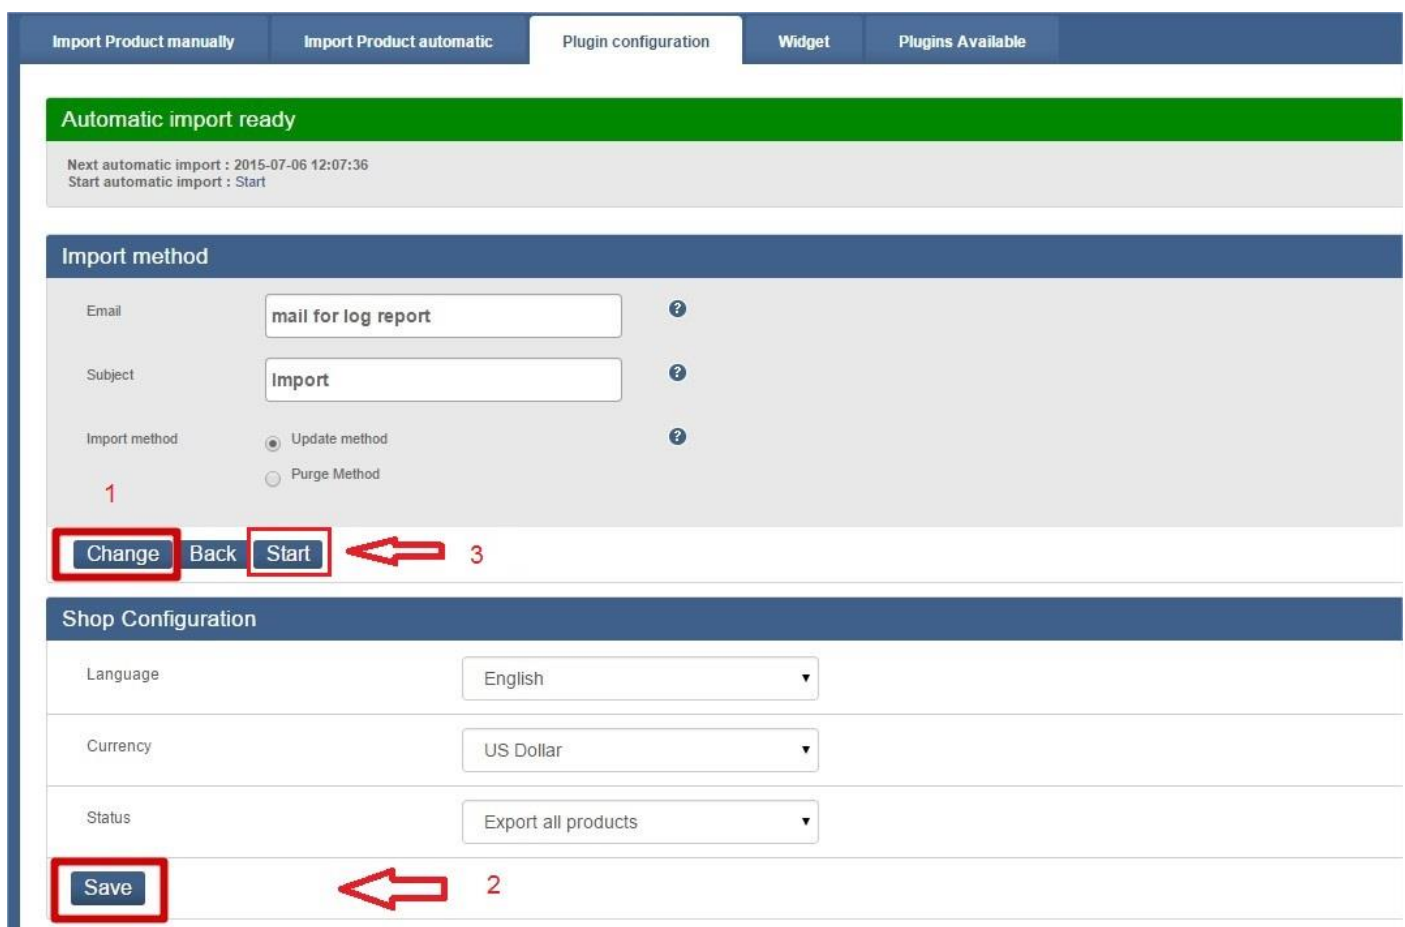 Import Product manually Import Product automatic Plugin configuration Widget Plugins Available
Automatic import ready
Next automatic import : 2015-07-06 12:07:36
Start automatic import : Start
Import method
Email mail for log report ?
Subject Import ?
Import method Update method ?
Purge Method
1
Change Back Start 3
Shop Configuration
Language English
Currency US Dollar
Status Export all products
Save 2